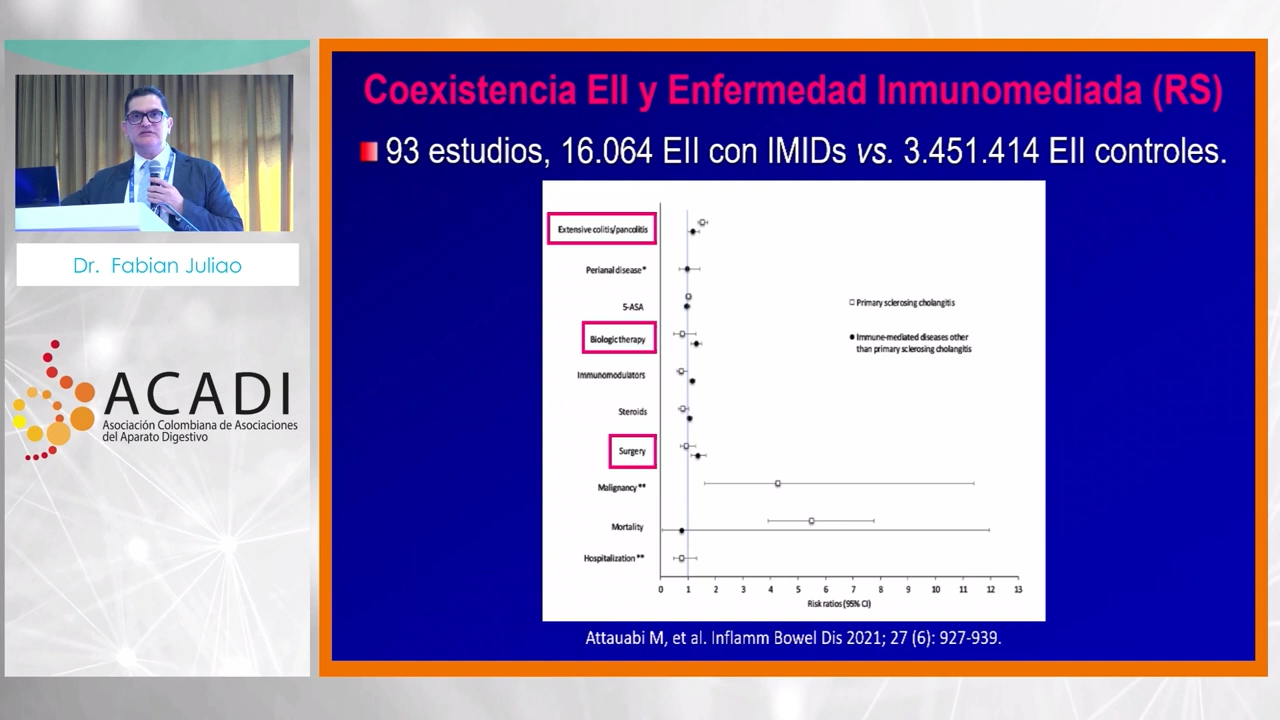 Coexistencia EII y Enfermedad Inmunomediada (RS)
93 estudios, 16.064 EII con IMIDs vs. 3.451.414 EII controles.
Extensive colitis/pancolitis
Perianal disease*
5-ASA
Biologic therapy
Immunomodulators
Steroids
Surgery
Malignancy**
Mortality
Hospitalization**
Primary sclerosing cholangitis
Immune-mediated diseases other
than primary sclerosing cholangitis
0 1 2 3 4 5 6 7 8 9 10 11 12 13
Risk ratios (95% CI)
Attauabi M, et al. Inflamm Bowel Dis 2021; 27 (6): 927-939.
Dr. Fabian Juliao
ACADI
Asociación Colombiana de Asociaciones
del Aparato Digestivo